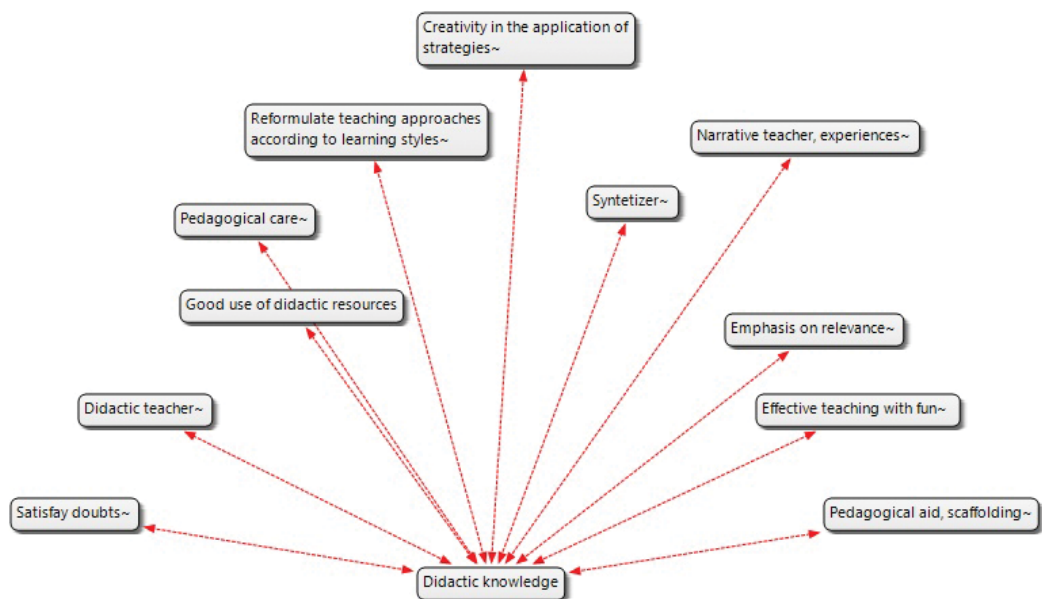 Creativity in the application of
strategies~
Reformulate teaching approaches
according to learning styles~
Narrative teacher, experiences~
Syntetizer~
Pedagogical care~
Good use of didactic resources
Emphasis on relevance~
Didactic teacher~
Effective teaching with fun~
Satisfay doubts~
Pedagogical aid, scaffolding~
Didactic knowledge